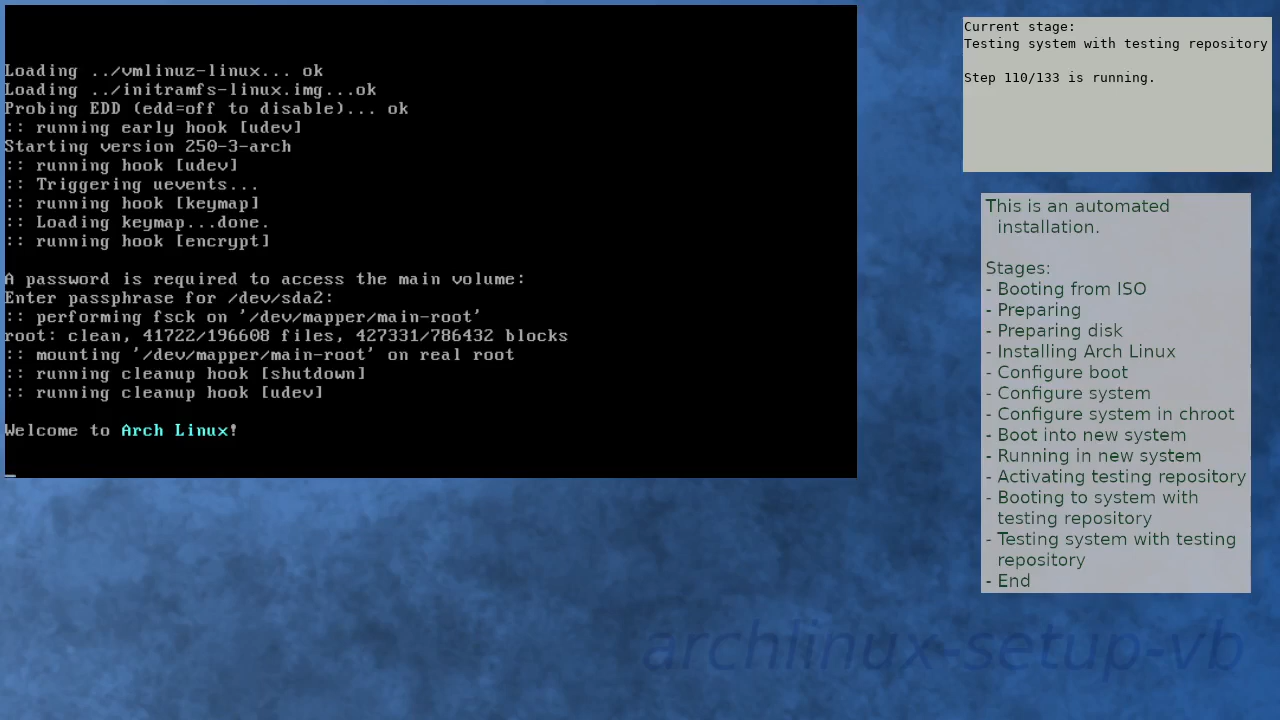 Loading ../vmlinuz-linux... ok
Loading ../initramfs-linux.img...ok
Probing EDD (edd=off to disable)... ok
:: running early hook [udev]
Starting version 250-3-arch
:: running hook [udev]
:: Triggering uevents...
:: running hook [keymap]
:: Loading keymap...done.
:: running hook [encrypt]
A password is required to access the main volume:
Enter passphrase for /dev/sda2:
:: performing fsck on '/dev/mapper/main-root'
root: clean, 41722/196608 files, 427331/786432 blocks
:: mounting '/dev/mapper/main-root' on real root
:: running cleanup hook [shutdown]
:: running cleanup hook [udev]
Welcome to Arch Linux!
Current stage:
Testing system with testing repository
Step 110/133 is running.
This is an automated
installation.
Stages:
- Booting from ISO
- Preparing
- Preparing disk
- Installing Arch Linux
- Configure boot
- Configure system
- Configure system in chroot
- Boot into new system
- Running in new system
- Activating testing repository
- Booting to system with
testing repository
- Testing system with testing
repository
- End
archlinux-setup-vb